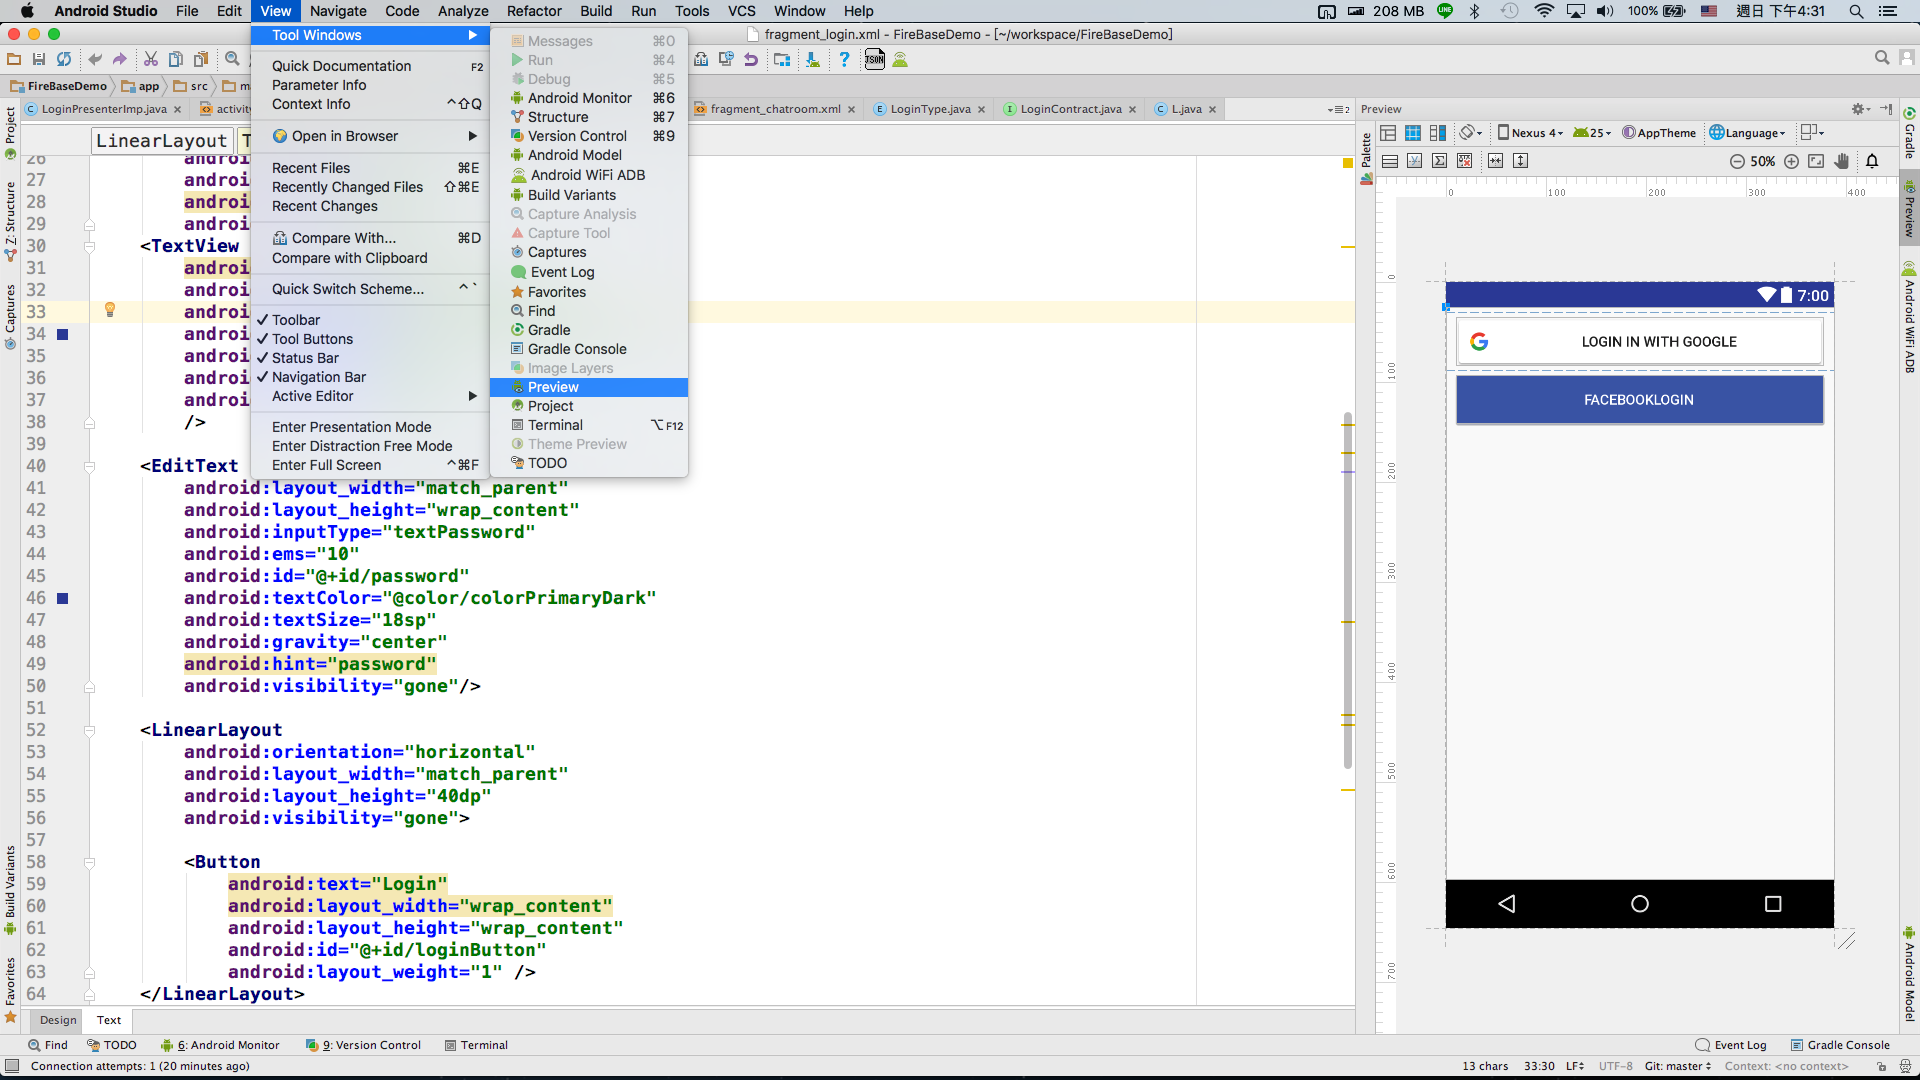 Android Studio File Edit View Navigate Code Analyze Refactor Build Run Tools VCS Window Help 208 MB LINE 100% 週日 下午4:31
fragment_login.xml - FireBaseDemo - [~/workspace/FireBaseDemo]
JSON
FireBaseDemo app src
LoginPresenterImp.java fragment_chatroom.xml LoginType.java LoginContract.java L.java
LinearLayout
Tool Windows
Quick Documentation F2
Parameter Info
Context Info ^⇧Q
Open in Browser
Recent Files ⌘E
Recently Changed Files ⇧⌘E
Recent Changes
Compare With... ⌘D
Compare with Clipboard
Quick Switch Scheme... ^`
✓ Toolbar
✓ Tool Buttons
✓ Status Bar
✓ Navigation Bar
Active Editor
Enter Presentation Mode
Enter Distraction Free Mode
Enter Full Screen ^⌘F
Messages ⌘0
Run ⌘4
Debug ⌘5
Android Monitor ⌘6
Structure ⌘7
Version Control ⌘9
Android Model
Android WiFi ADB
Build Variants
Capture Analysis
Capture Tool
Captures
Event Log
Favorites
Find
Gradle
Gradle Console
Image Layers
Preview
Project
Terminal ⌥F12
Theme Preview
TODO
26 androi
27 androi
28 androi
29 androi
30 <TextView
31 androi
32 androi
33 androi
34 androi
35 androi
36 androi
37 androi
38 />
39
40 <EditText
41 android:layout_width="match_parent"
42 android:layout_height="wrap_content"
43 android:inputType="textPassword"
44 android:ems="10"
45 android:id="@+id/password"
46 android:textColor="@color/colorPrimaryDark"
47 android:textSize="18sp"
48 android:gravity="center"
49 android:hint="password"
50 android:visibility="gone"/>
51
52 <LinearLayout
53 android:orientation="horizontal"
54 android:layout_width="match_parent"
55 android:layout_height="40dp"
56 android:visibility="gone">
57
58 <Button
59 android:text="Login"
60 android:layout_width="wrap_content"
61 android:layout_height="wrap_content"
62 android:id="@+id/loginButton"
63 android:layout_weight="1" />
64 </LinearLayout>
Design Text
Project
Z: Structure
Captures
Build Variants
Favorites
Preview
Palette
Nexus 4 25 AppTheme Language
50%
0 100 200 300 400
0
100
200
300
400
500
600
700
7:00
G LOGIN IN WITH GOOGLE
FACEBOOKLOGIN
Gradle
Preview
Android WiFi ADB
Android Model
Find TODO 6: Android Monitor 9: Version Control Terminal Event Log Gradle Console
Connection attempts: 1 (20 minutes ago) 13 chars 33:30 LF UTF-8 Git: master Context: <no context>